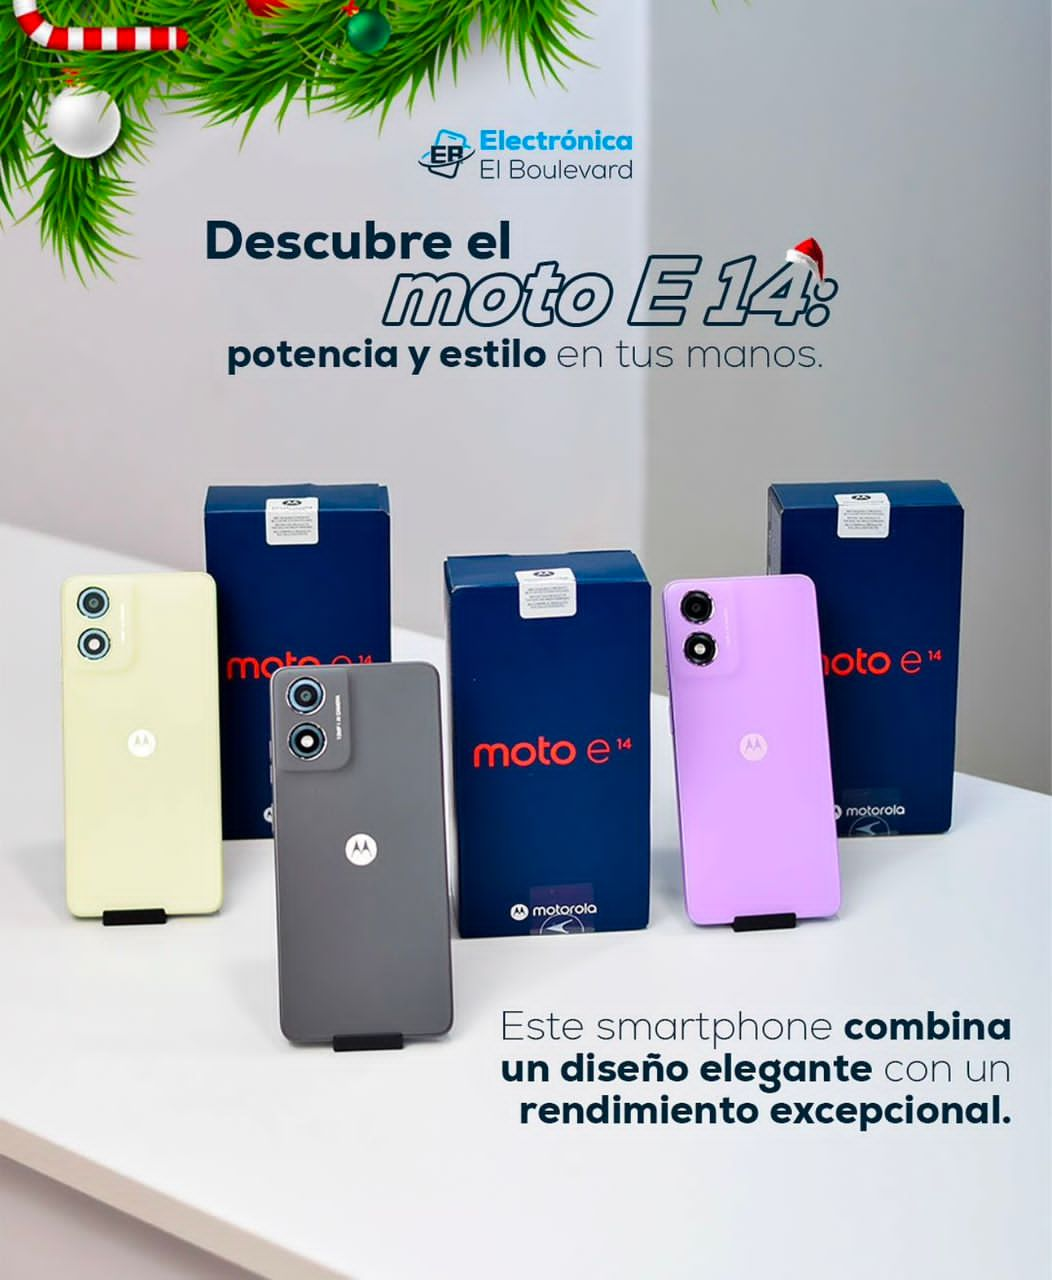 EB
Electrónica
El Boulevard
Descubre el
moto E 14:
potencia y estilo en tus manos.
moto e 14
moto e 14
moto e 14
motorola
motorola
Este smartphone combina
un diseño elegante con un
rendimiento excepcional.